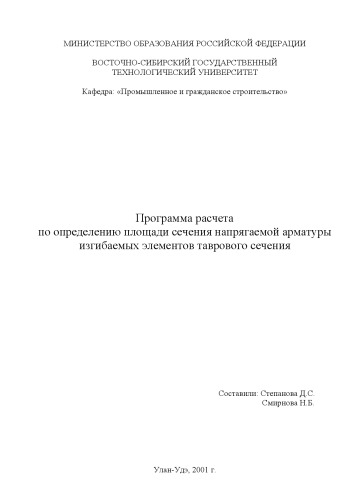 МИНИСТЕРСТВО ОБРАЗОВАНИЯ РОССИЙСКОЙ ФЕДЕРАЦИИ
ВОСТОЧНО-СИБИРСКИЙ ГОСУДАРСТВЕННЫЙ
ТЕХНОЛОГИЧЕСКИЙ УНИВЕРСИТЕТ
Кафедра: «Промышленное и гражданское строительство»
Программа расчета
по определению площади сечения напрягаемой арматуры
изгибаемых элементов таврового сечения
Составили: Степанова Д.С.
Смирнова Н.Б.
Улан-Удэ, 2001 г.